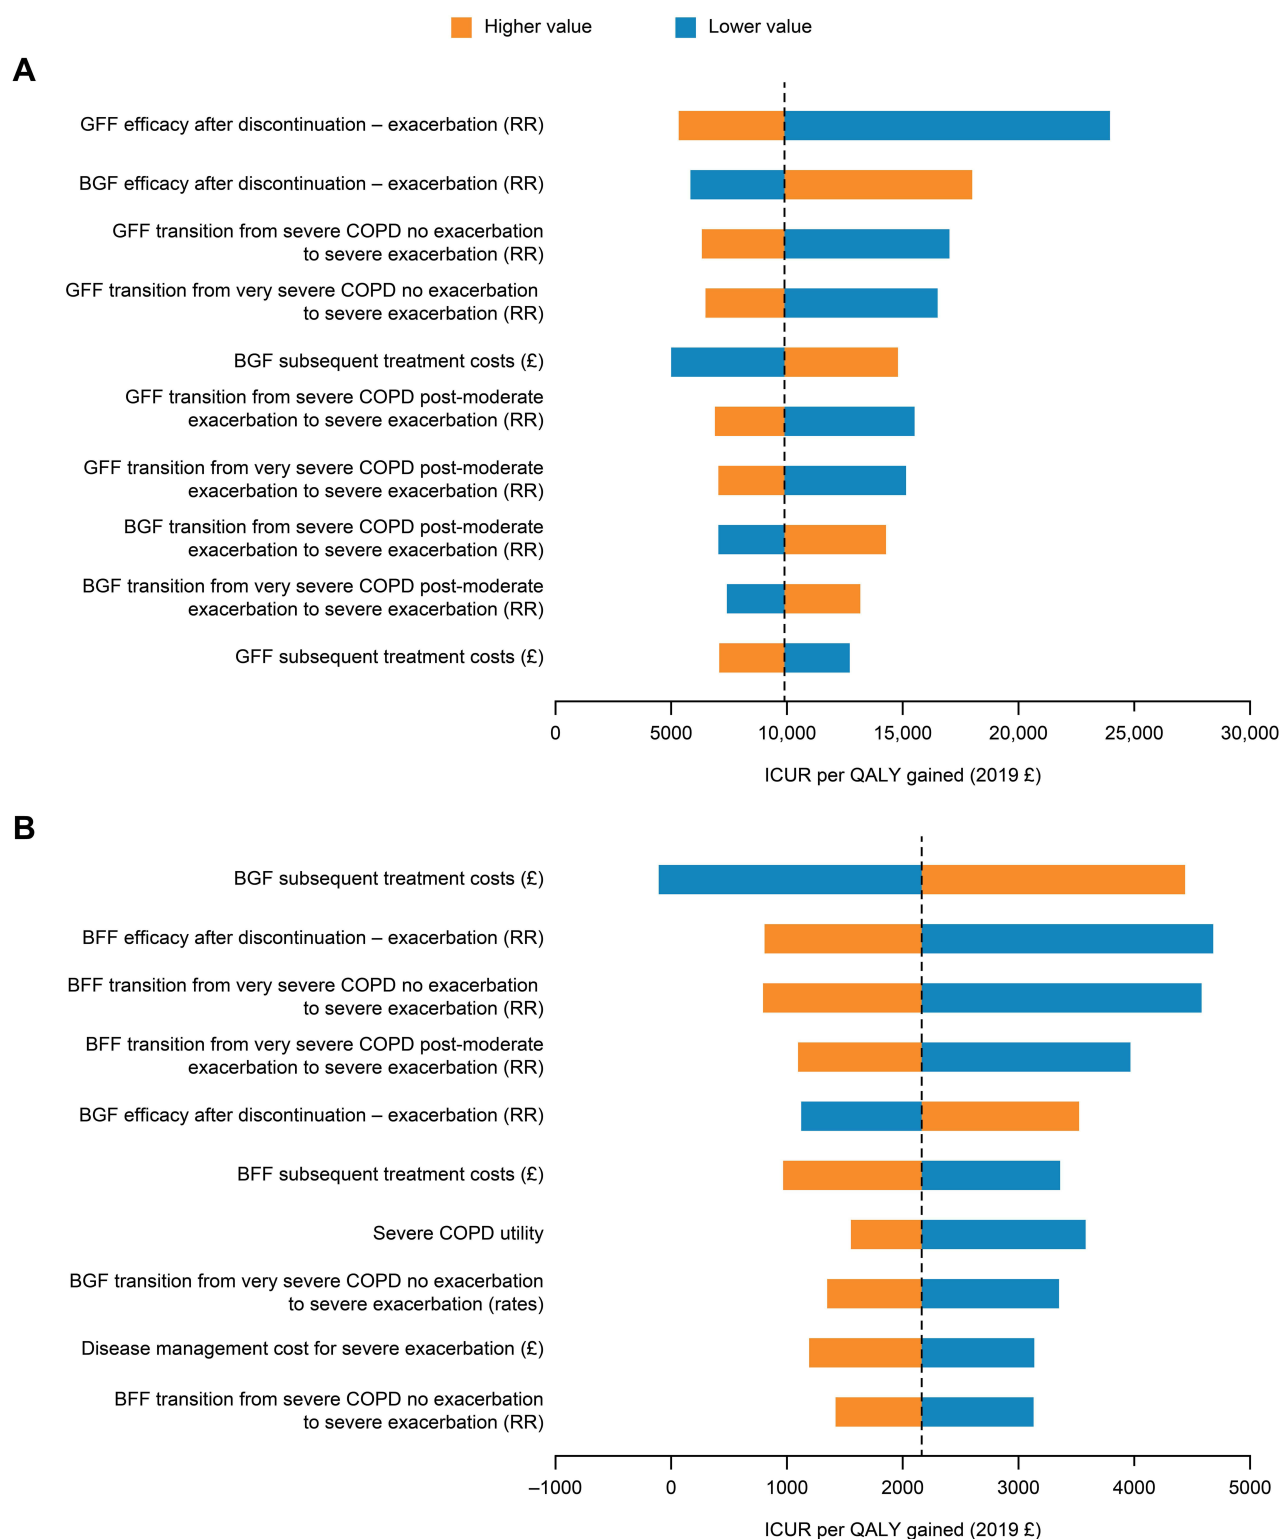 Higher value
Lower value
A
GFF efficacy after discontinuation – exacerbation (RR)
BGF efficacy after discontinuation – exacerbation (RR)
GFF transition from severe COPD no exacerbation
to severe exacerbation (RR)
GFF transition from very severe COPD no exacerbation
to severe exacerbation (RR)
BGF subsequent treatment costs (£)
GFF transition from severe COPD post-moderate
exacerbation to severe exacerbation (RR)
GFF transition from very severe COPD post-moderate
exacerbation to severe exacerbation (RR)
BGF transition from severe COPD post-moderate
exacerbation to severe exacerbation (RR)
BGF transition from very severe COPD post-moderate
exacerbation to severe exacerbation (RR)
GFF subsequent treatment costs (£)
0 5000 10,000 15,000 20,000 25,000 30,000
ICUR per QALY gained (2019 £)
B
BGF subsequent treatment costs (£)
BFF efficacy after discontinuation – exacerbation (RR)
BFF transition from very severe COPD no exacerbation
to severe exacerbation (RR)
BFF transition from very severe COPD post-moderate
exacerbation to severe exacerbation (RR)
BGF efficacy after discontinuation – exacerbation (RR)
BFF subsequent treatment costs (£)
Severe COPD utility
BGF transition from very severe COPD no exacerbation
to severe exacerbation (rates)
Disease management cost for severe exacerbation (£)
BFF transition from severe COPD no exacerbation
to severe exacerbation (RR)
–1000 0 1000 2000 3000 4000 5000
ICUR per QALY gained (2019 £)